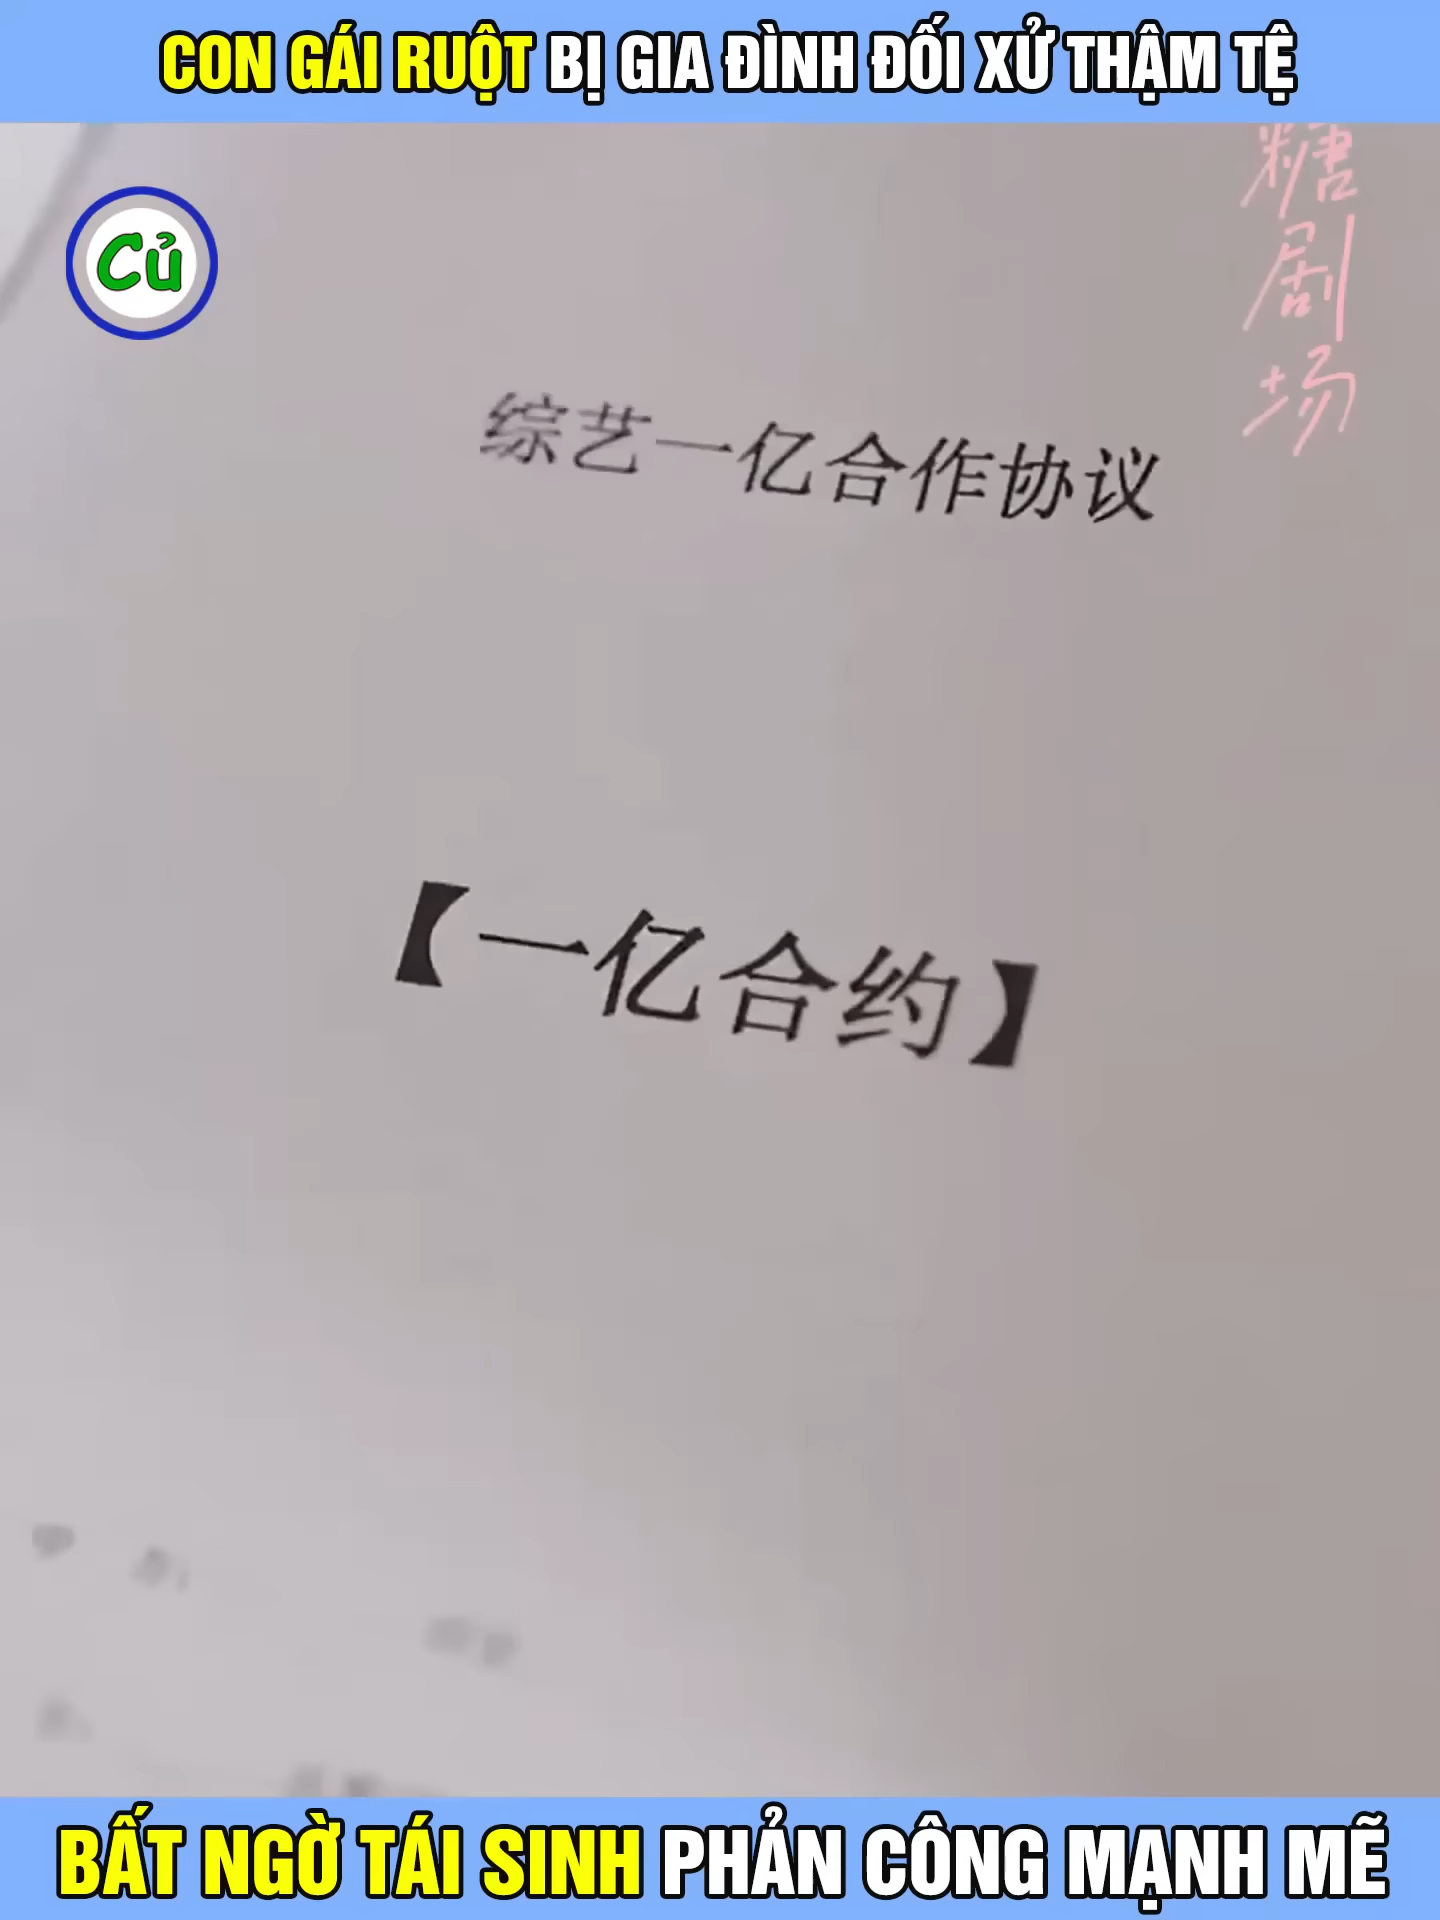 CON GÁI RUỘT BỊ GIA ĐÌNH ĐỐI XỬ THẬM TỆ
糖剧场
Củ
综艺一亿合作协议
【一亿合约】
BẤT NGỜ TÁI SINH PHẢN CÔNG MẠNH MẼ